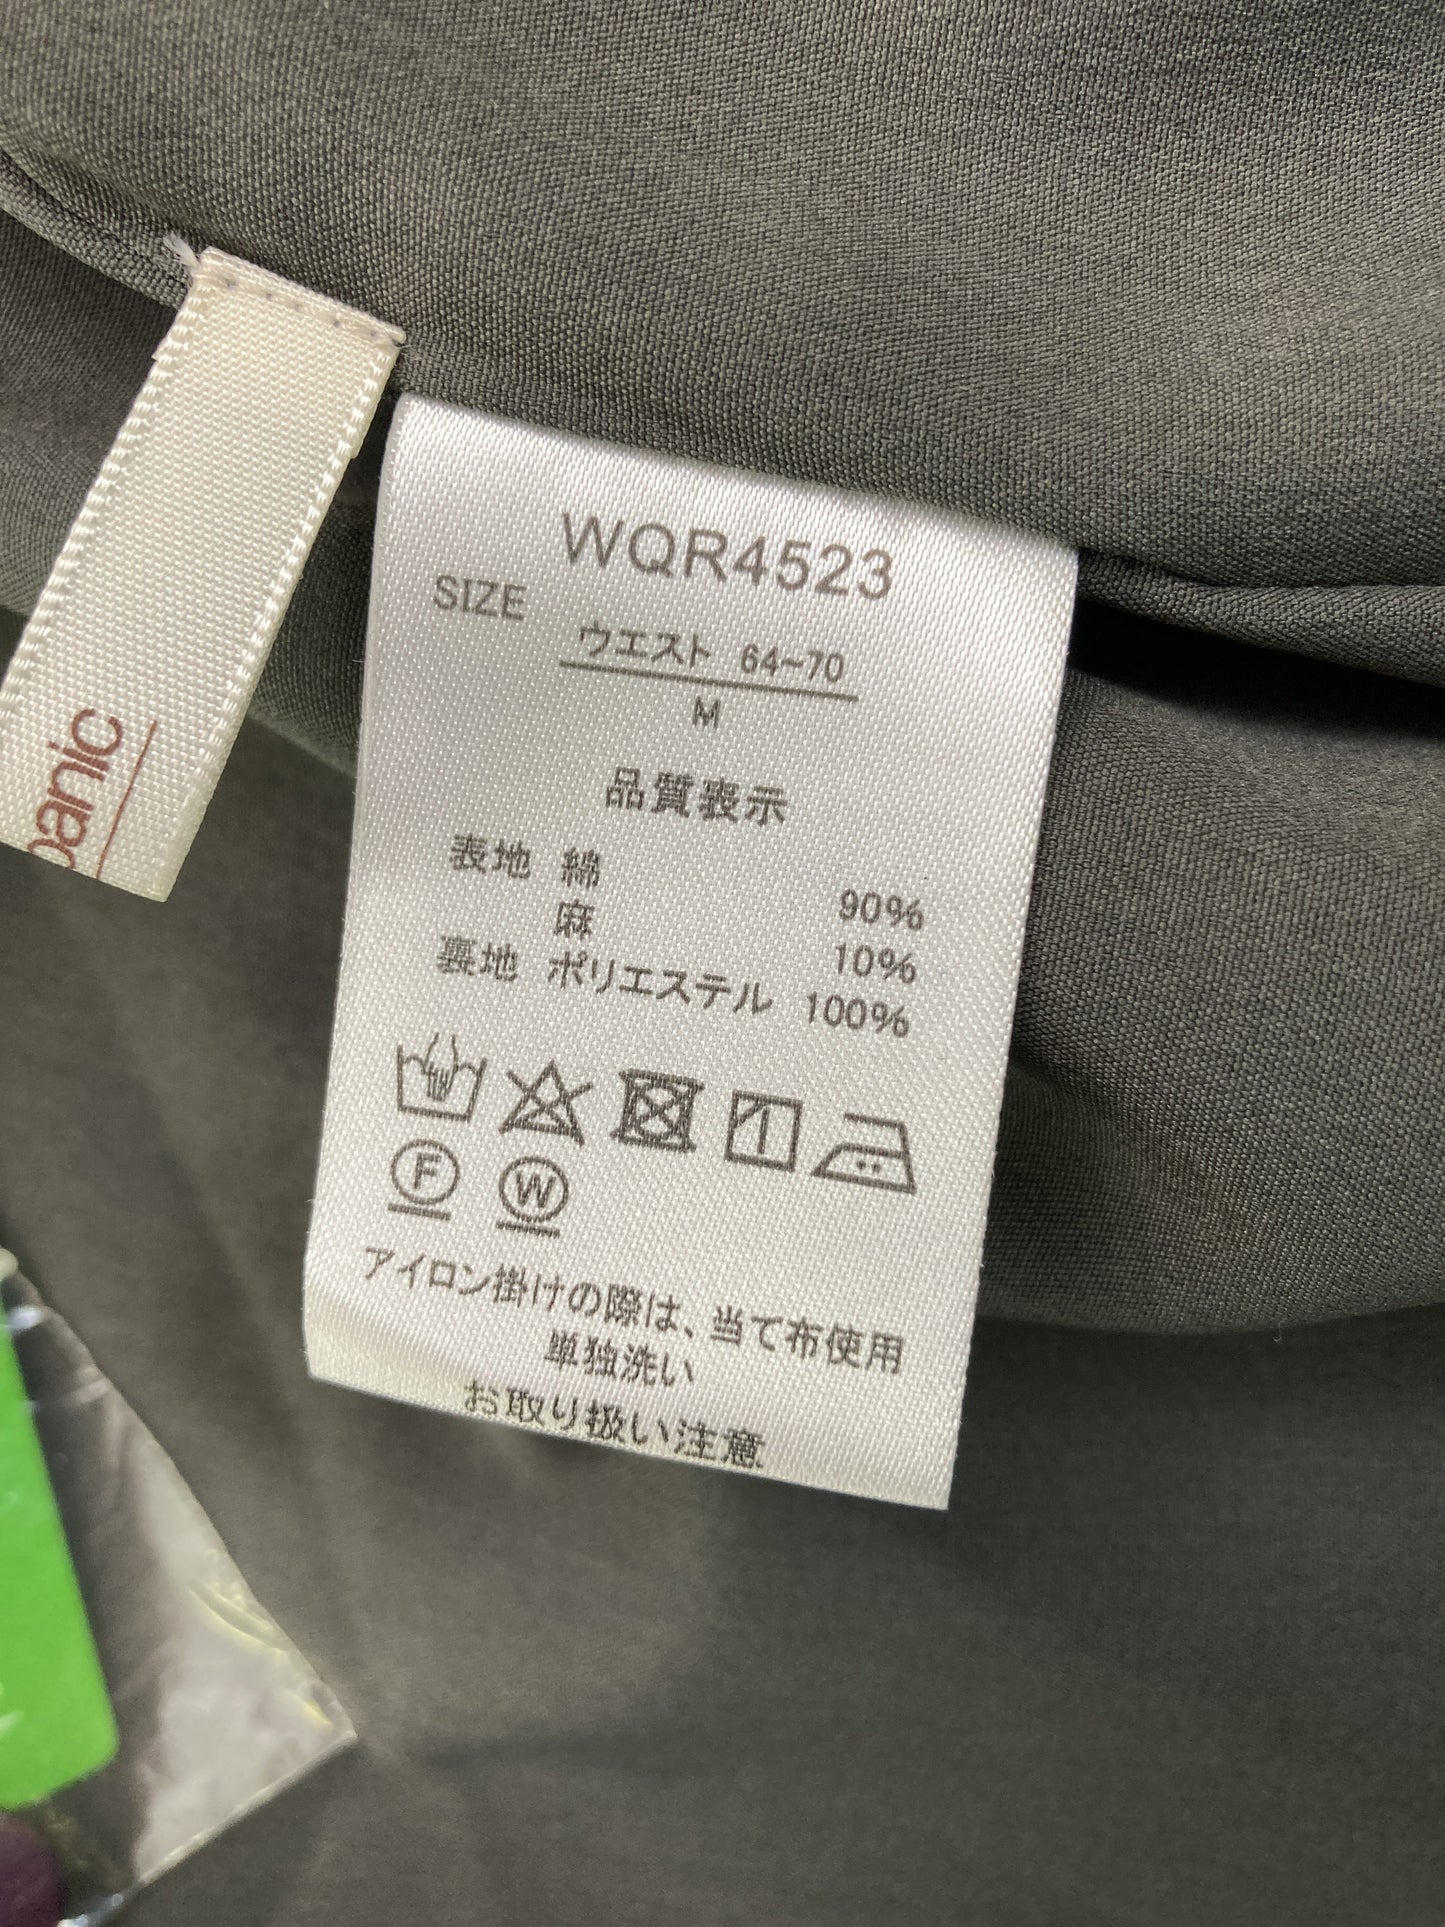 WQR4523
SIZE
ウエスト 64-70
M
品質表示
表地 綿 90%
麻 10%
裏地 ポリエステル 100%
F W
アイロン掛けの際は、当て布使用
単独洗い
お取り扱い注意
panic